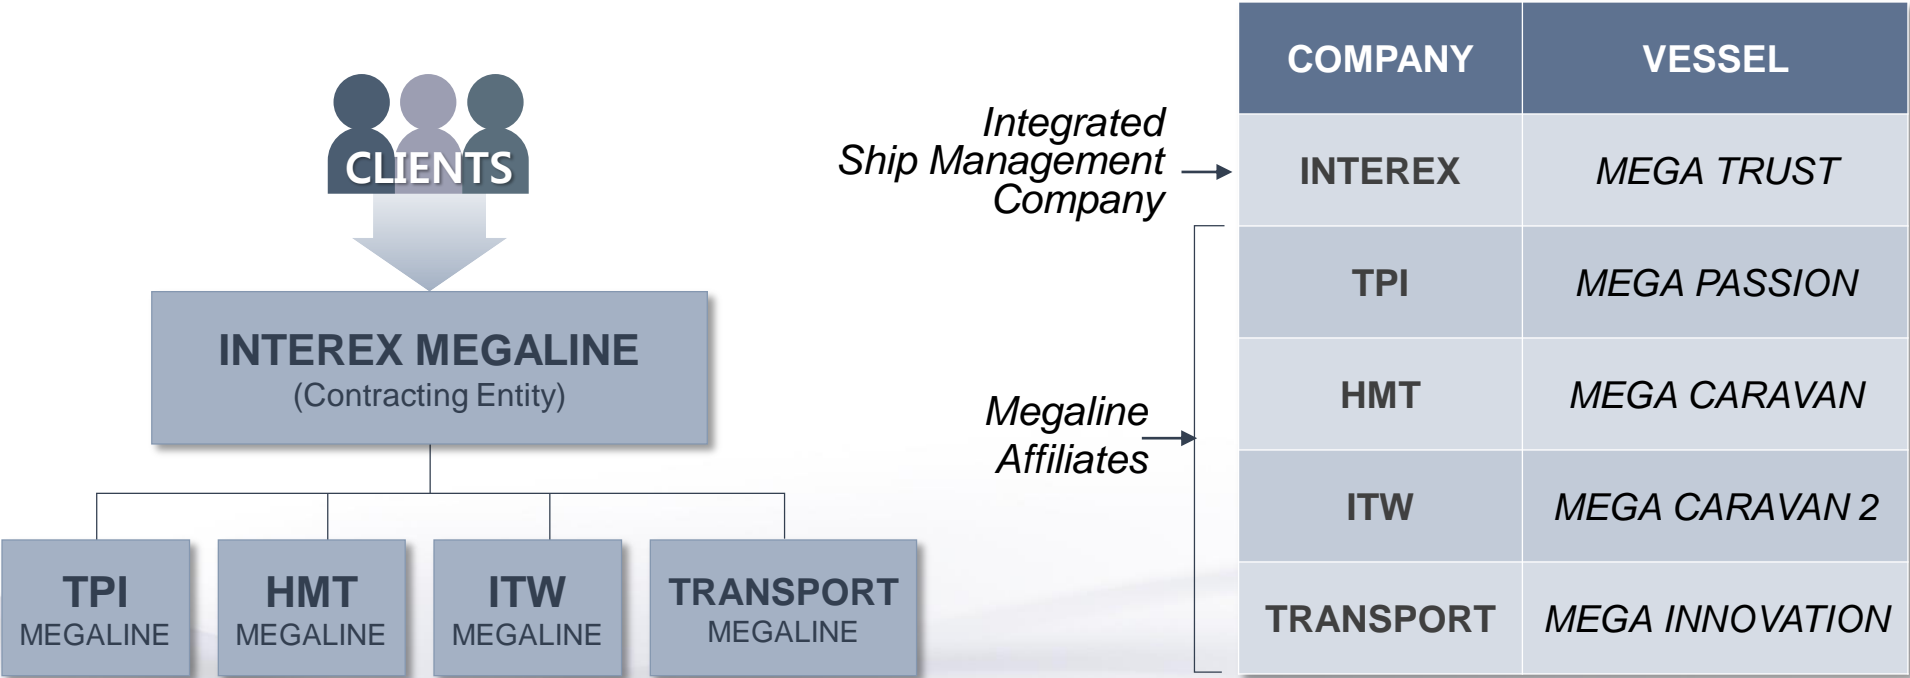 CLIENTS
INTEREX MEGALINE
(Contracting Entity)
TPI
MEGALINE
HMT
MEGALINE
ITW
MEGALINE
TRANSPORT
MEGALINE
Integrated
Ship Management
Company
Megaline
Affiliates
COMPANY VESSEL
INTEREX MEGA TRUST
TPI MEGA PASSION
HMT MEGA CARAVAN
ITW MEGA CARAVAN 2
TRANSPORT MEGA INNOVATION